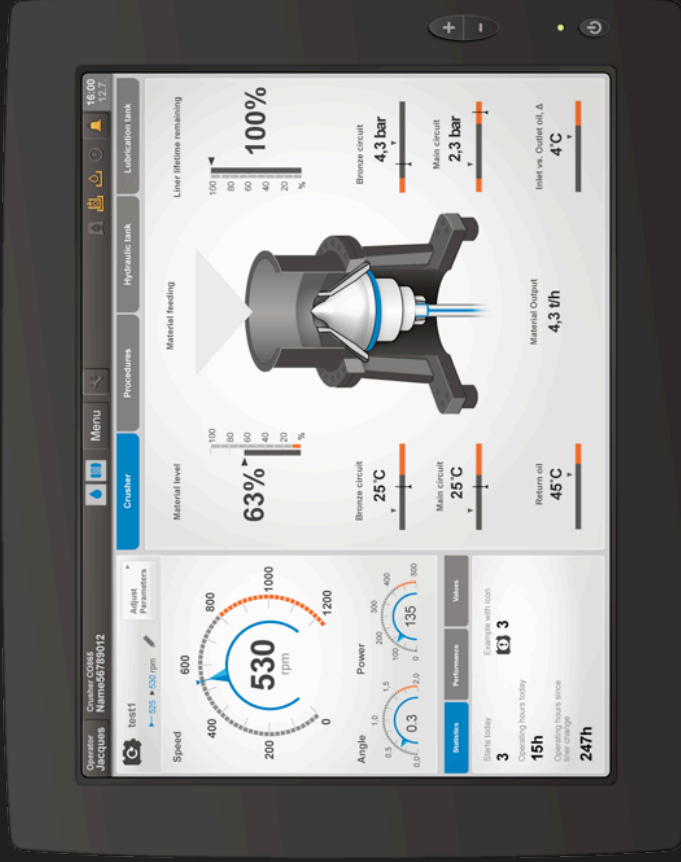 Operator
Jacques
Crusher CO865
Name56789012
Menu
16:00
12.7.
test1
525 ▸ 530 rpm
Adjust
Parameters
Speed
0
200
400
600
800
1000
1200
530
rpm
Angle
0,0
0.5
1.0
1,5
2,0
0.3
Power
0
100
200
300
400
500
135
Statistics
Performance
Values
Starts today
3
Example with icon
3
Operating hours today
15h
Operating hours since
liner change
247h
Crusher
Procedures
Hydraulic tank
Lubrication tank
Material level
63%
100
80
60
40
20
%
Material feeding
Liner lifetime remaining
100
80
60
40
20
%
100%
Bronze circuit
25°C
Bronze circuit
4,3 bar
Main circuit
25°C
Main circuit
2,3 bar
Return oil
45°C
Material Output
4,3 t/h
Inlet vs. Outlet oil, Δ
4°C
+
−